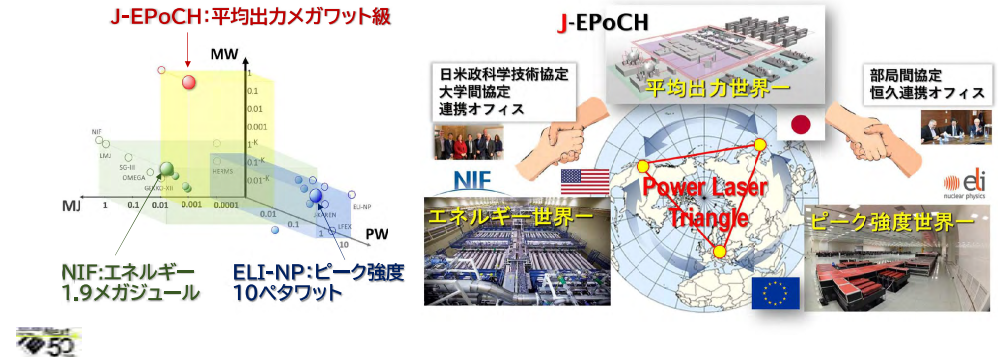 J-EPoCH：平均出力メガワット級
MW
0.1
0.01
0.001
1-K
0.1-K
0.01-K
NIF
LMJ
SG-III
OMEGA
GEKKO-XII
HERMS
MJ
1
0.1
0.01
0.001
0.0001
0.01
0.1
1
10
PW
J-KAREN
LFEX
ELI-NP
NIF:エネルギー
1.9メガジュール
ELI-NP:ピーク強度
10ペタワット
50
J-EPoCH
平均出力世界一
日米政科学技術協定
大学間協定
連携オフィス
部局間協定
恒久連携オフィス
NIF
eli
nuclear physics
Power Laser
Triangle
エネルギー世界一
ピーク強度世界一